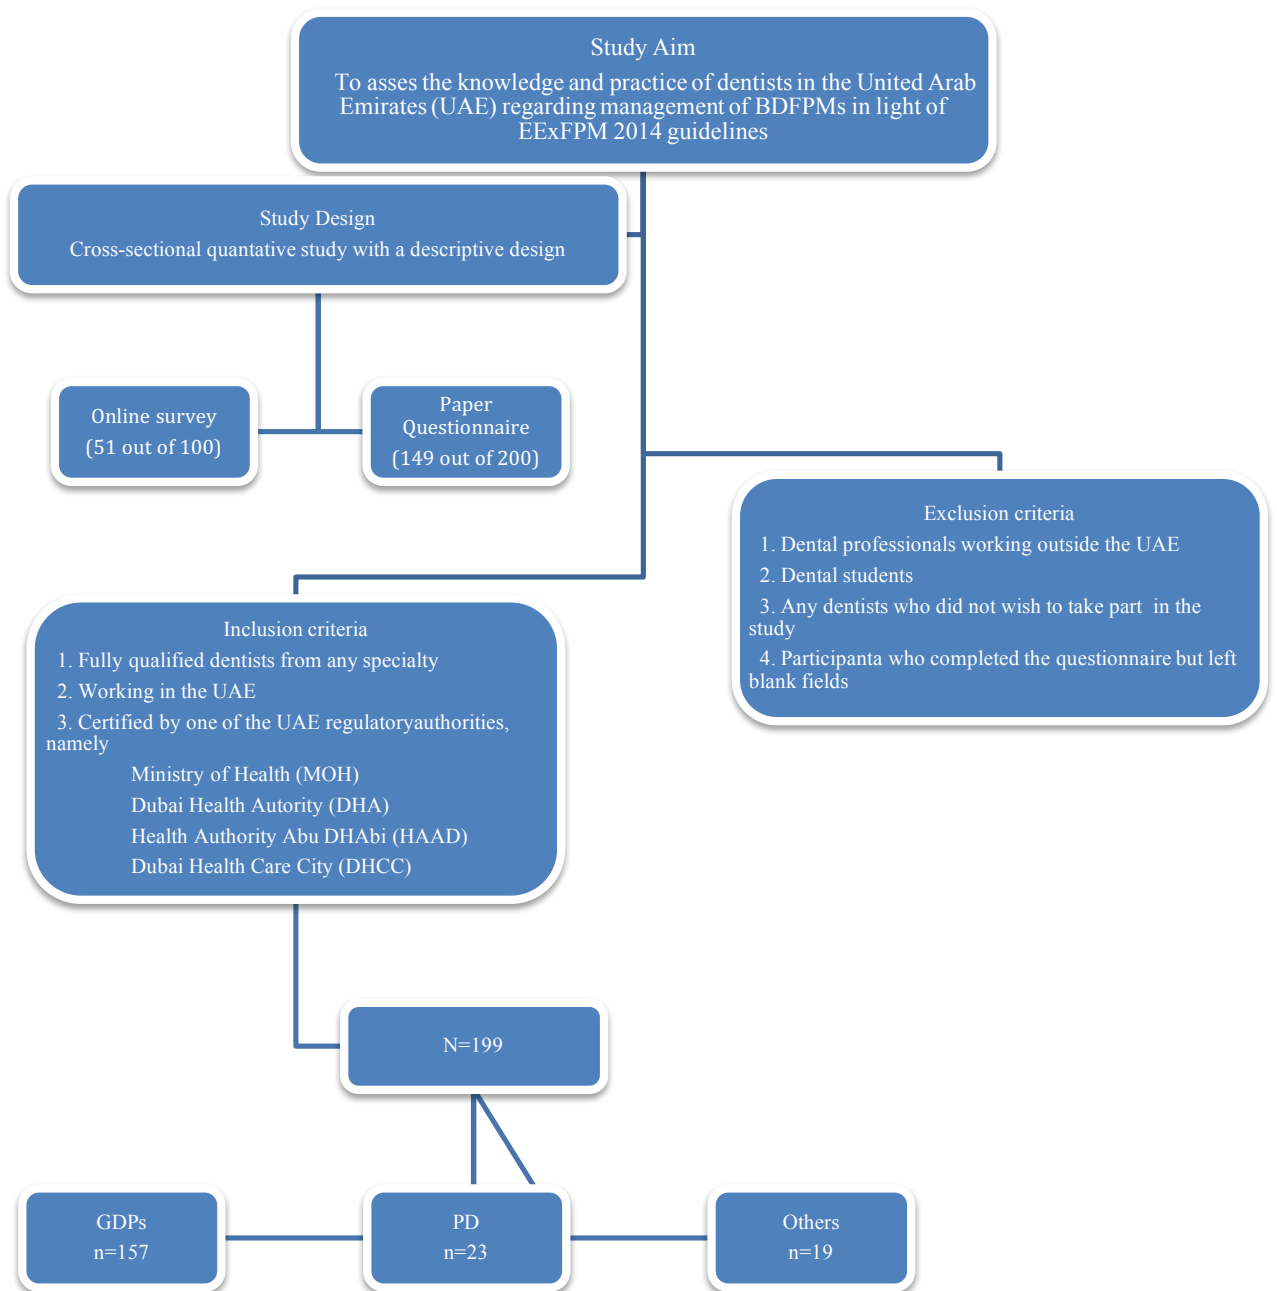 Study Aim
To asses the knowledge and practice of dentists in the United Arab
Emirates (UAE) regarding management of BDFPMs in light of
EExFPM 2014 guidelines
Study Design
Cross-sectional quantative study with a descriptive design
Online survey
(51 out of 100)
Paper
Questionnaire
(149 out of 200)
Exclusion criteria
1. Dental professionals working outside the UAE
2. Dental students
3. Any dentists who did not wish to take part in the
study
4. Participanta who completed the questionnaire but left
blank fields
Inclusion criteria
1. Fully qualified dentists from any specialty
2. Working in the UAE
3. Certified by one of the UAE regulatoryauthorities,
namely
Ministry of Health (MOH)
Dubai Health Autority (DHA)
Health Authority Abu DHAbi (HAAD)
Dubai Health Care City (DHCC)
N=199
GDPs
n=157
PD
n=23
Others
n=19